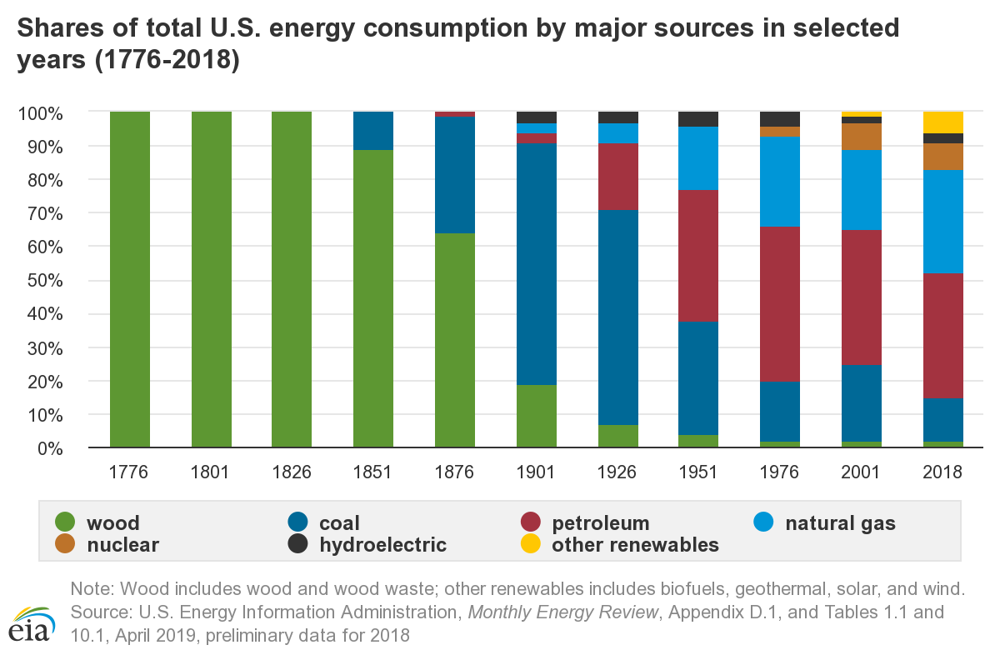 Shares of total U.S. energy consumption by major sources in selected
years (1776-2018)
100%
90%
80%
70%
60%
50%
40%
30%
20%
10%
0%
1776 1801 1826 1851 1876 1901 1926 1951 1976 2001 2018
wood coal petroleum natural gas
nuclear hydroelectric other renewables
Note: Wood includes wood and wood waste; other renewables includes biofuels, geothermal, solar, and wind.
Source: U.S. Energy Information Administration, Monthly Energy Review, Appendix D.1, and Tables 1.1 and
10.1, April 2019, preliminary data for 2018
eia